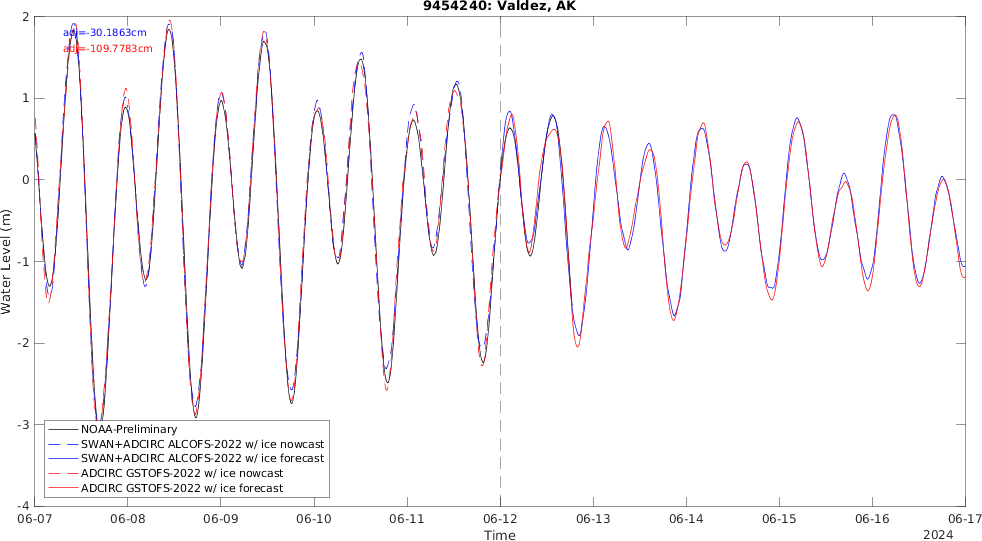 9454240: Valdez, AK
adj=-30.1863cm
adj=-109.7783cm
2
1
0
-1
-2
-3
-4
Water Level (m)
NOAA-Preliminary
SWAN+ADCIRC ALCOFS-2022 w/ ice nowcast
SWAN+ADCIRC ALCOFS-2022 w/ ice forecast
ADCIRC GSTOFS-2022 w/ ice nowcast
ADCIRC GSTOFS-2022 w/ ice forecast
06-07 06-08 06-09 06-10 06-11 06-12 06-13 06-14 06-15 06-16 06-17
Time
2024